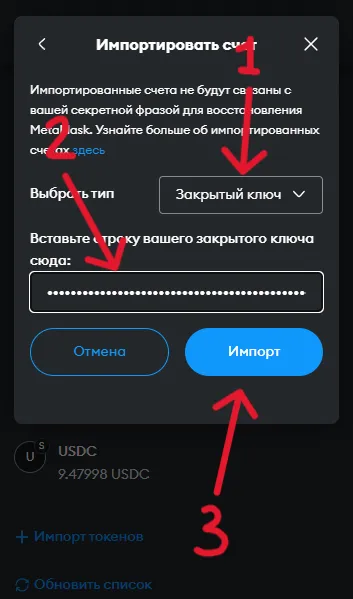 Импортировать счет
1
Импортированные счета не будут связаны с
вашей секретной фразой для восстановления
MetaMask. Узнайте больше об импортированных
счетах здесь
2
Выбрать тип
Закрытый ключ
Вставьте строку вашего закрытого ключа
сюда:
••••••••••••••••••••••••••••••••••••••••••••
Отмена
Импорт
3
U
S
USDC
9.47998 USDC
+ Импорт токенов
Обновить список